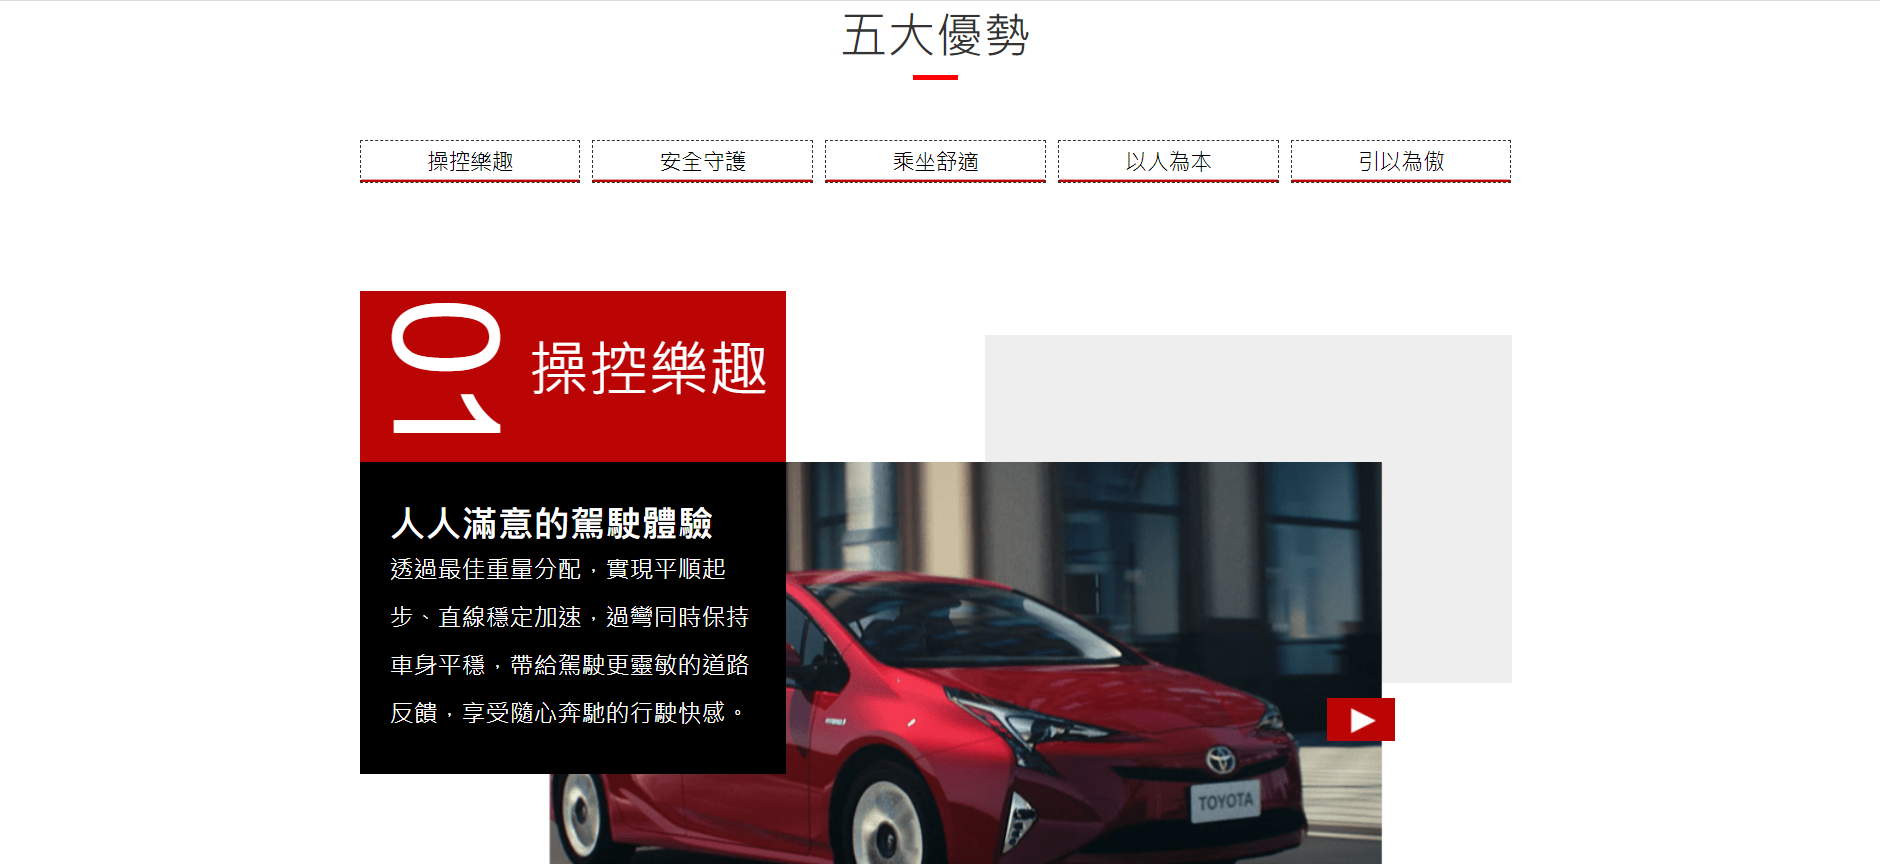 五大優勢
操控樂趣
安全守護
乘坐舒適
以人為本
引以為傲
01
操控樂趣
人人滿意的駕駛體驗
透過最佳重量分配，實現平順起
步、直線穩定加速，過彎同時保持
車身平穩，帶給駕駛更靈敏的道路
反饋，享受隨心奔馳的行駛快感。
TOYOTA